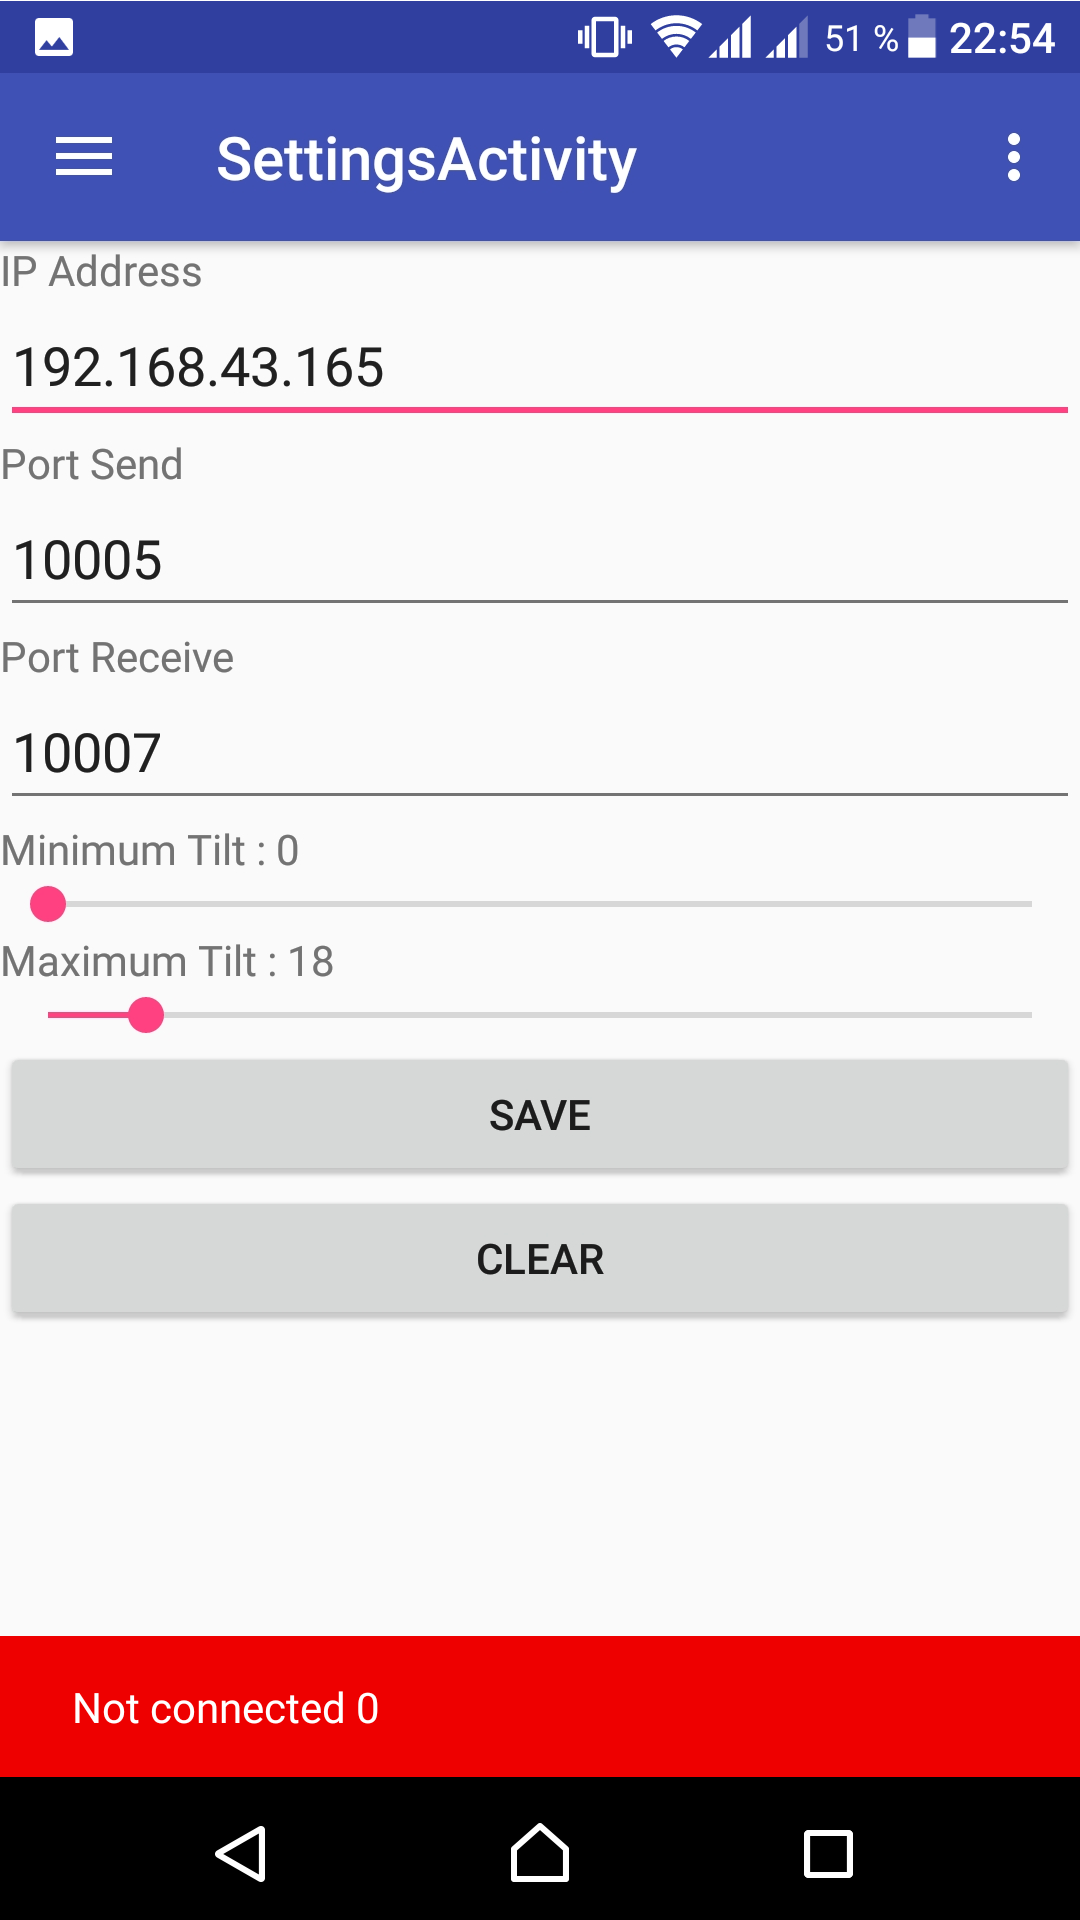 51 % 22:54
SettingsActivity
IP Address
192.168.43.165
Port Send
10005
Port Receive
10007
Minimum Tilt : 0
Maximum Tilt : 18
SAVE
CLEAR
Not connected 0